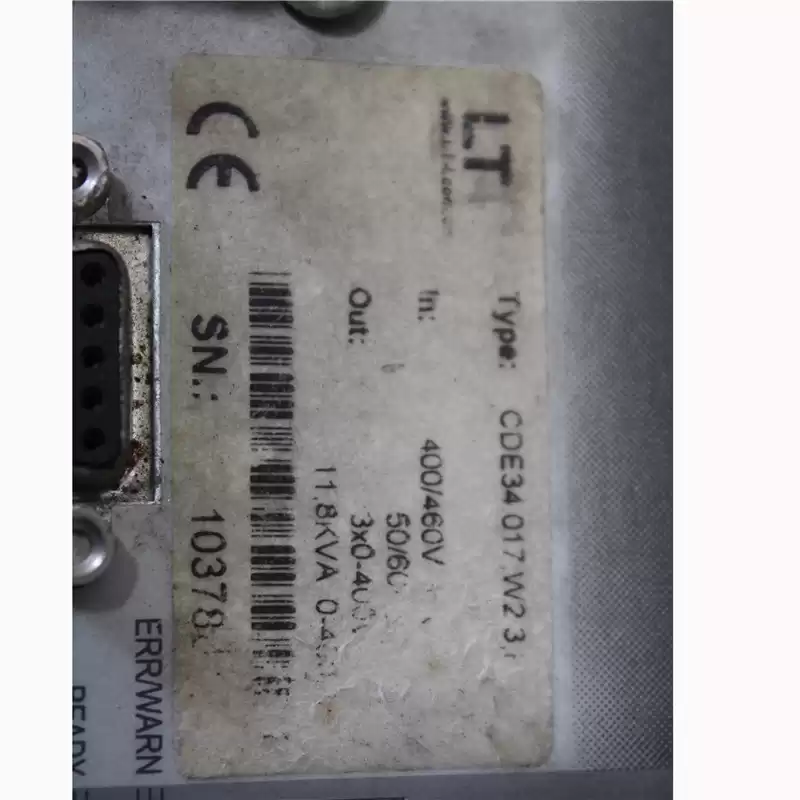 LT
Type: CDE34.017,W2
In: 400/460V
50/60
Out: 3x0-400V
11,8KVA
SN.: 10378
CE
ERR/WARN
READY